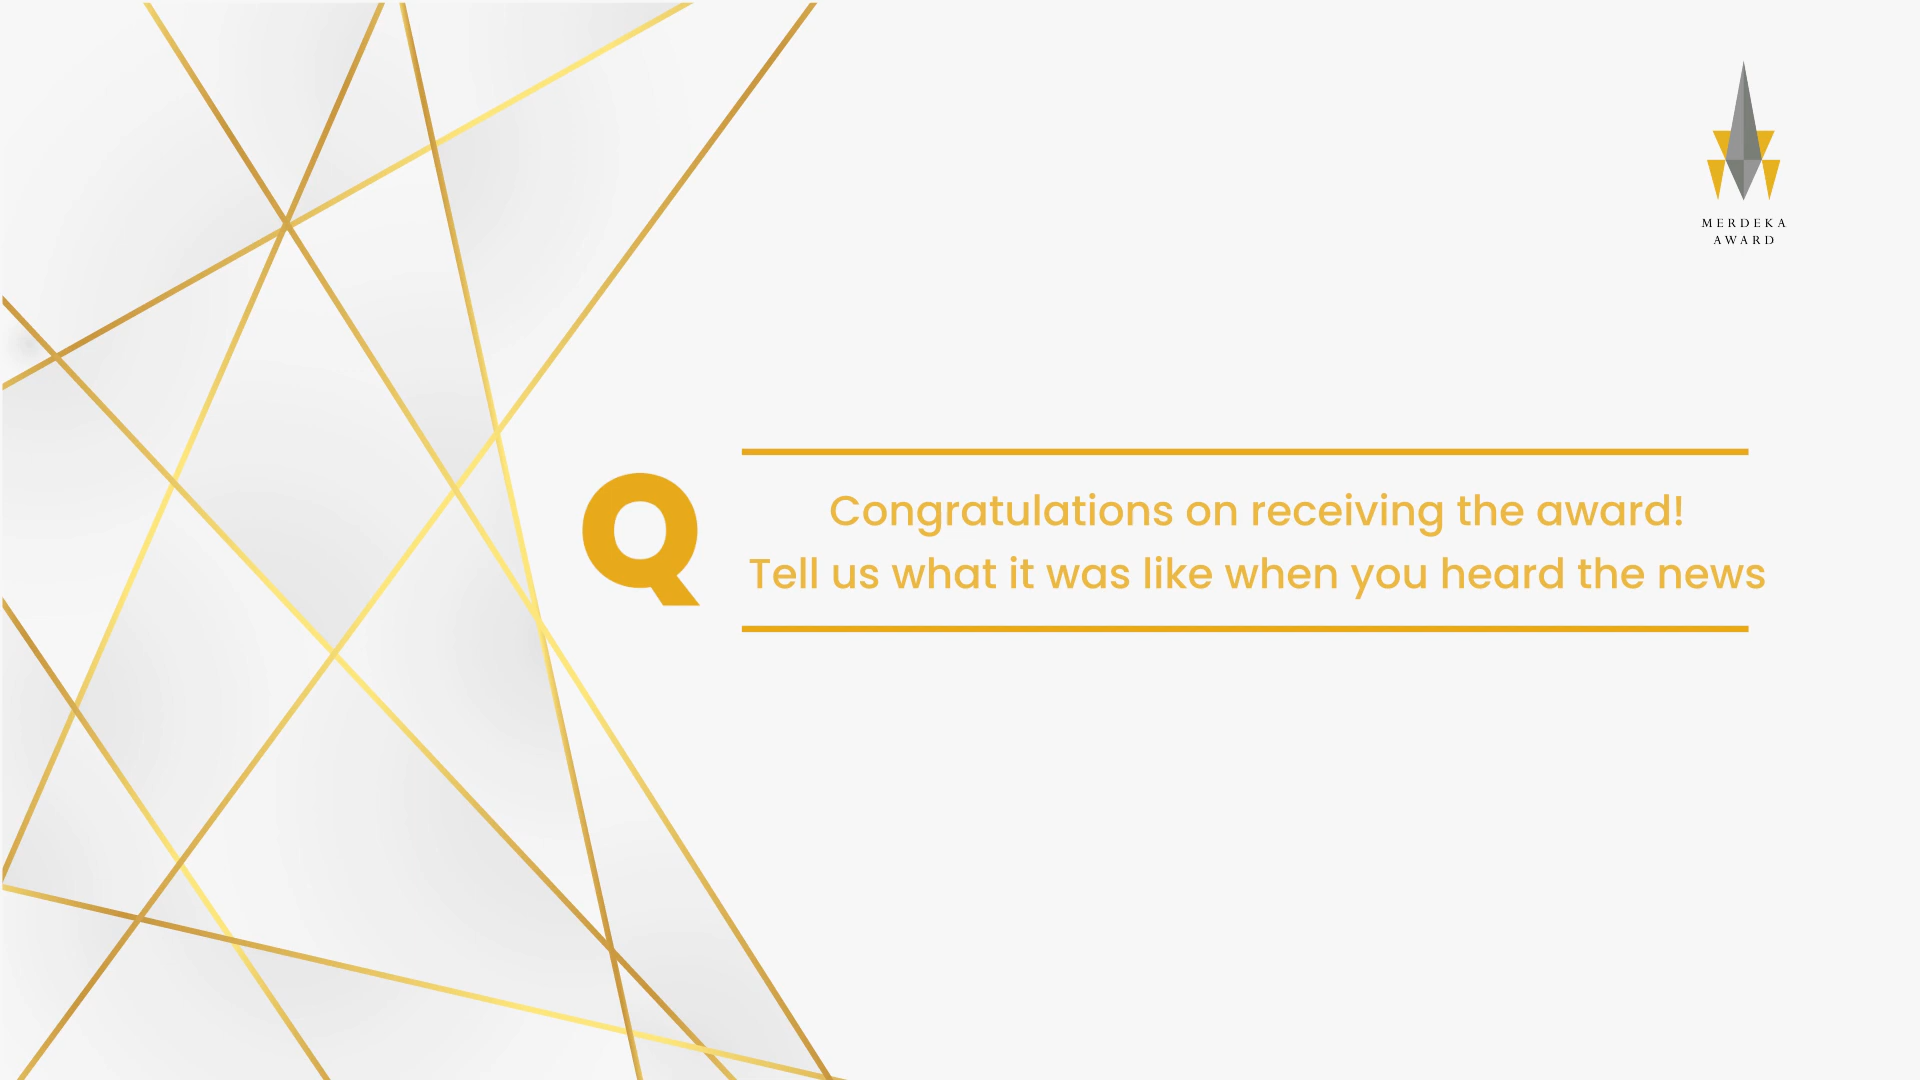 MERDEKA
AWARD
Q
Congratulations on receiving the award!
Tell us what it was like when you heard the news